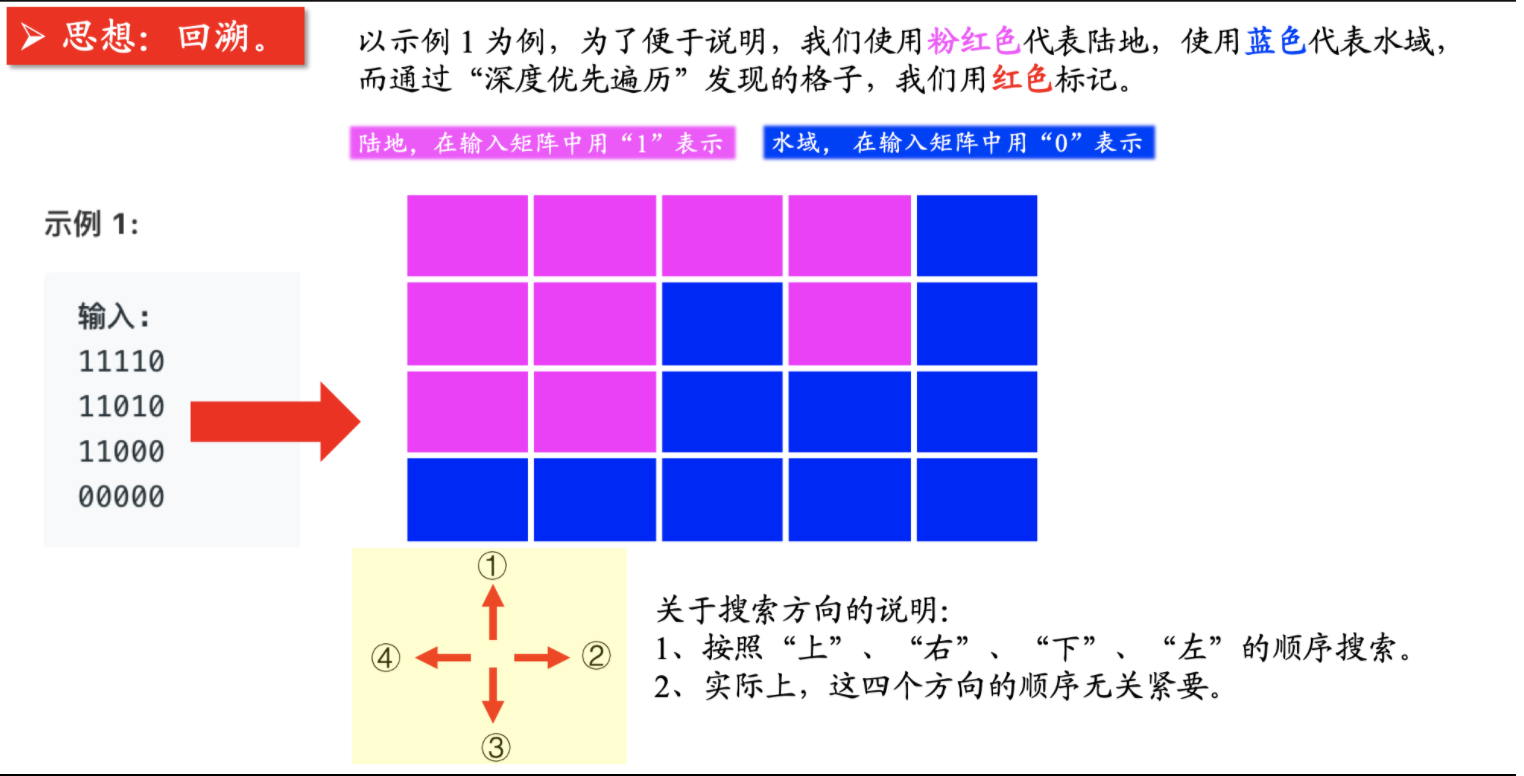 ➢ 思想：回溯。
以示例 1 为例，为了便于说明，我们使用粉红色代表陆地，使用蓝色代表水域，
而通过“深度优先遍历”发现的格子，我们用红色标记。
陆地，在输入矩阵中用“1”表示
水域， 在输入矩阵中用“0”表示
示例 1:
输入:
11110
11010
11000
00000
①
④
②
③
关于搜索方向的说明：
1、按照“上”、“右”、“下”、“左”的顺序搜索。
2、实际上，这四个方向的顺序无关紧要。